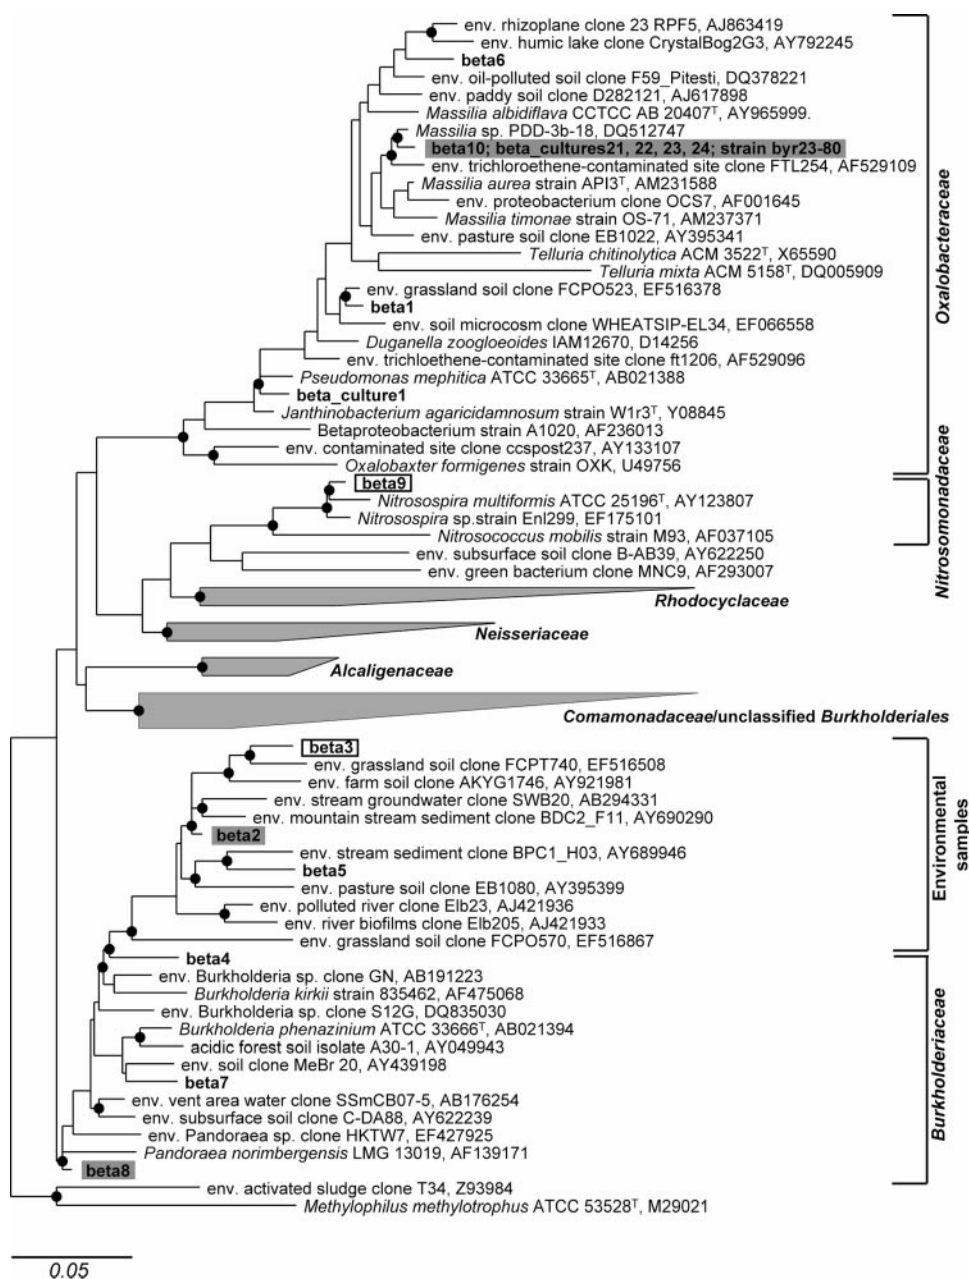 env. rhizoplane clone 23 RPF5, AJ863419
env. humic lake clone CrystalBog2G3, AY792245
beta6
env. oil-polluted soil clone F59_Pitesti, DQ378221
env. paddy soil clone D282121, AJ617898
Massilia albidiflava CCTCC AB 20407ᵀ, AY965999.
Massilia sp. PDD-3b-18, DQ512747
beta10; beta_cultures21, 22, 23, 24; strain byr23-80
env. trichloroethene-contaminated site clone FTL254, AF529109
Massilia aurea strain API3ᵀ, AM231588
env. proteobacterium clone OCS7, AF001645
Massilia timonae strain OS-71, AM237371
env. pasture soil clone EB1022, AY395341
Telluria chitinolytica ACM 3522ᵀ, X65590
Telluria mixta ACM 5158ᵀ, DQ005909
env. grassland soil clone FCPO523, EF516378
beta1
env. soil microcosm clone WHEATSIP-EL34, EF066558
Duganella zoogloeoides IAM12670, D14256
env. trichloethene-contaminated site clone ft1206, AF529096
Pseudomonas mephitica ATCC 33665ᵀ, AB021388
beta_culture1
Janthinobacterium agaricidamnosum strain W1r3ᵀ, Y08845
Betaproteobacterium strain A1020, AF236013
env. contaminated site clone ccspost237, AY133107
Oxalobaxter formigenes strain OXK, U49756
Oxalobacteraceae
beta9
Nitrosospira multiformis ATCC 25196ᵀ, AY123807
Nitrosospira sp.strain Enl299, EF175101
Nitrosococcus mobilis strain M93, AF037105
Nitrosomonadaceae
env. subsurface soil clone B-AB39, AY622250
env. green bacterium clone MNC9, AF293007
Rhodocyclaceae
Neisseriaceae
Alcaligenaceae
Comamonadaceae/unclassified Burkholderiales
beta3
env. grassland soil clone FCPT740, EF516508
env. farm soil clone AKYG1746, AY921981
env. stream groundwater clone SWB20, AB294331
env. mountain stream sediment clone BDC2_F11, AY690290
beta2
env. stream sediment clone BPC1_H03, AY689946
beta5
env. pasture soil clone EB1080, AY395399
env. polluted river clone Elb23, AJ421936
env. river biofilms clone Elb205, AJ421933
env. grassland soil clone FCPO570, EF516867
Environmental
samples
beta4
env. Burkholderia sp. clone GN, AB191223
Burkholderia kirkii strain 835462, AF475068
env. Burkholderia sp. clone S12G, DQ835030
Burkholderia phenazinium ATCC 33666ᵀ, AB021394
acidic forest soil isolate A30-1, AY049943
env. soil clone MeBr 20, AY439198
beta7
env. vent area water clone SSmCB07-5, AB176254
env. subsurface soil clone C-DA88, AY622239
env. Pandoraea sp. clone HKTW7, EF427925
Pandoraea norimbergensis LMG 13019, AF139171
beta8
Burkholderiaceae
env. activated sludge clone T34, Z93984
Methylophilus methylotrophus ATCC 53528ᵀ, M29021
0.05